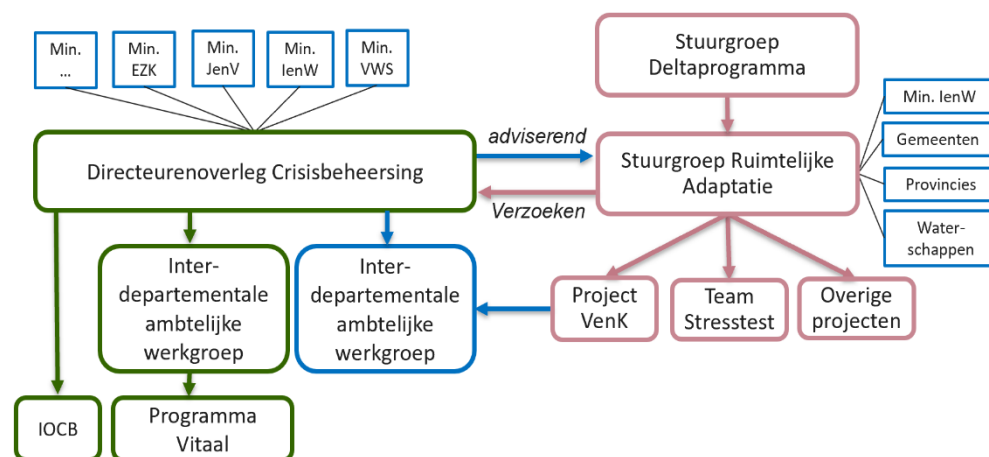 Min.
...
Min.
EZK
Min.
JenV
Min.
IenW
Min.
VWS
Stuurgroep
Deltaprogramma
Directeurenoverleg Crisisbeheersing
adviserend
Verzoeken
Stuurgroep Ruimtelijke
Adaptatie
Min. IenW
Gemeenten
Provincies
Water-
schappen
Inter-
departementale
ambtelijke
werkgroep
Inter-
departementale
ambtelijke
werkgroep
Project
VenK
Team
Stresstest
Overige
projecten
IOCB
Programma
Vitaal